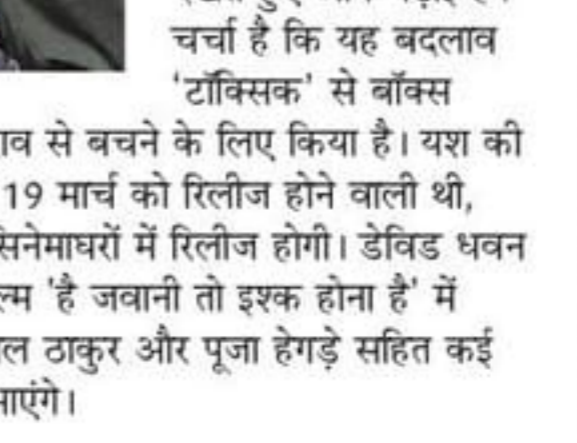 चर्चा है कि यह बदलाव
'टॉक्सिक' से बॉक्स
से बचने के लिए किया है। यश की
19 मार्च को रिलीज होने वाली थी,
सिनेमाघरों में रिलीज होगी। डेविड धवन
'है जवानी तो इश्क होना है' में
ठाकुर और पूजा हेगड़े सहित कई